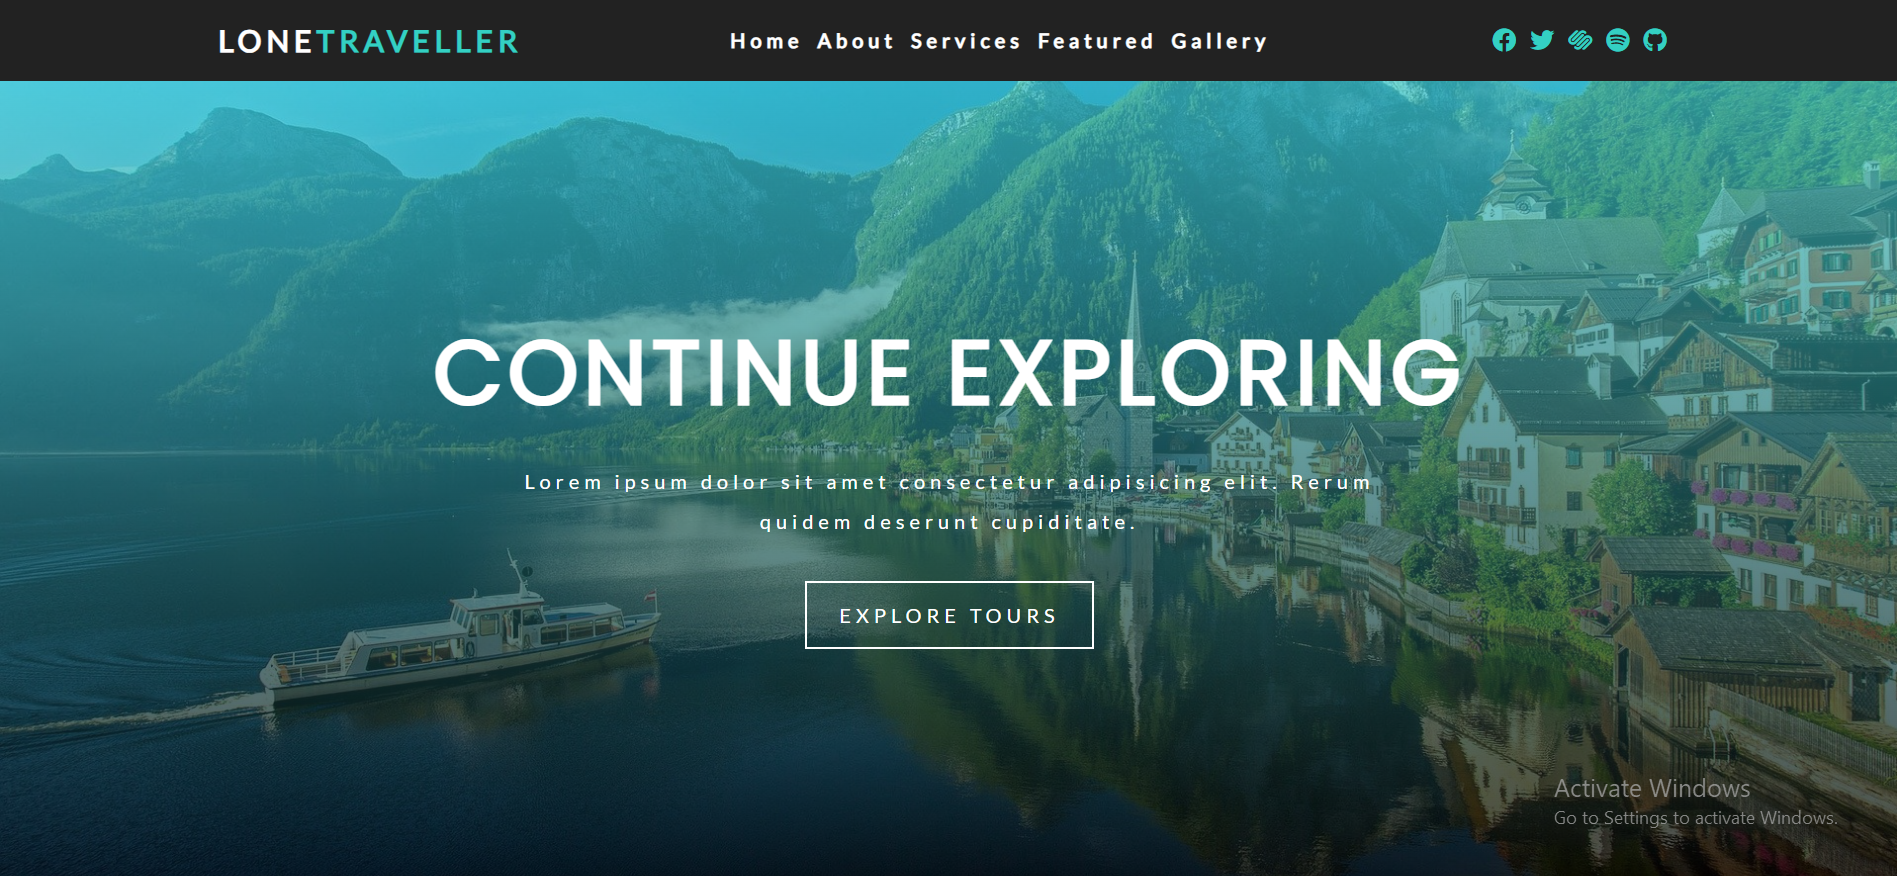 LONETRAVELLER
Home About Services Featured Gallery
CONTINUE EXPLORING
Lorem ipsum dolor sit amet consectetur adipisicing elit. Rerum
quidem deserunt cupiditate.
EXPLORE TOURS
Activate Windows
Go to Settings to activate Windows.